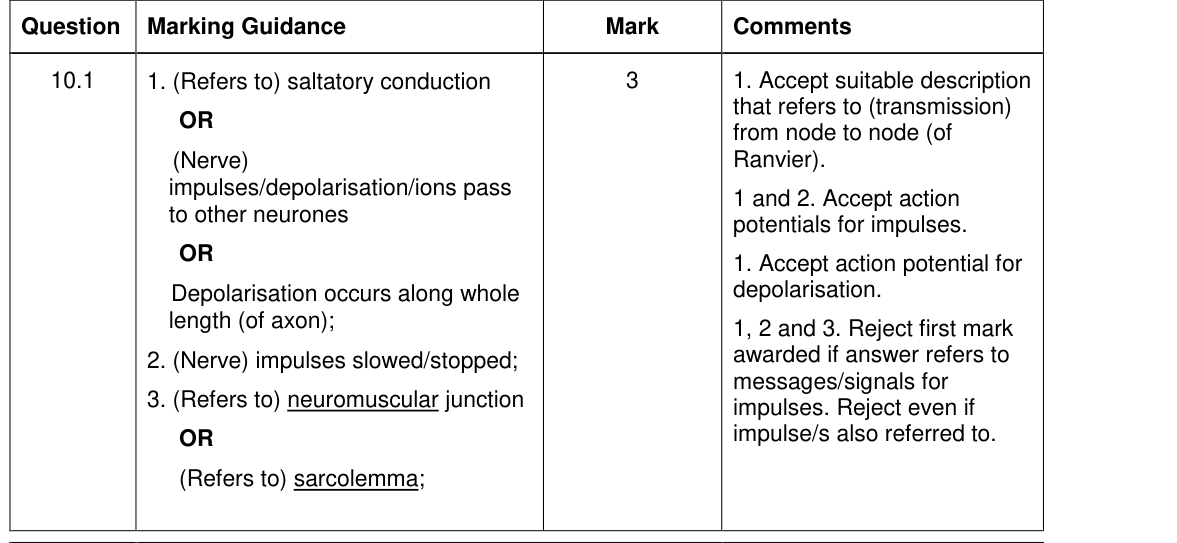 Question Marking Guidance Mark Comments
10.1
1. (Refers to) saltatory conduction
OR
(Nerve)
impulses/depolarisation/ions pass
to other neurones
OR
Depolarisation occurs along whole
length (of axon);
2. (Nerve) impulses slowed/stopped;
3. (Refers to) neuromuscular junction
OR
(Refers to) sarcolemma;
3
1. Accept suitable description
that refers to (transmission)
from node to node (of
Ranvier).
1 and 2. Accept action
potentials for impulses.
1. Accept action potential for
depolarisation.
1, 2 and 3. Reject first mark
awarded if answer refers to
messages/signals for
impulses. Reject even if
impulse/s also referred to.